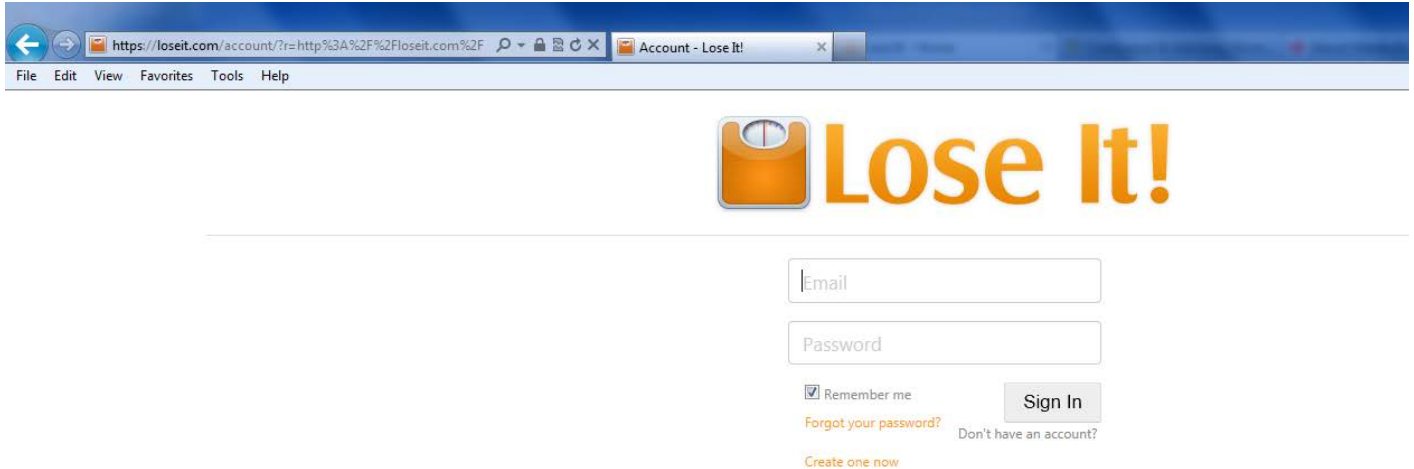 https://loseit.com/account/?r=http%3A%2F%2Floseit.com%2F
Account - Lose It!
File Edit View Favorites Tools Help
Lose It!
Email
Password
Remember me
Sign In
Forgot your password?
Don't have an account?
Create one now